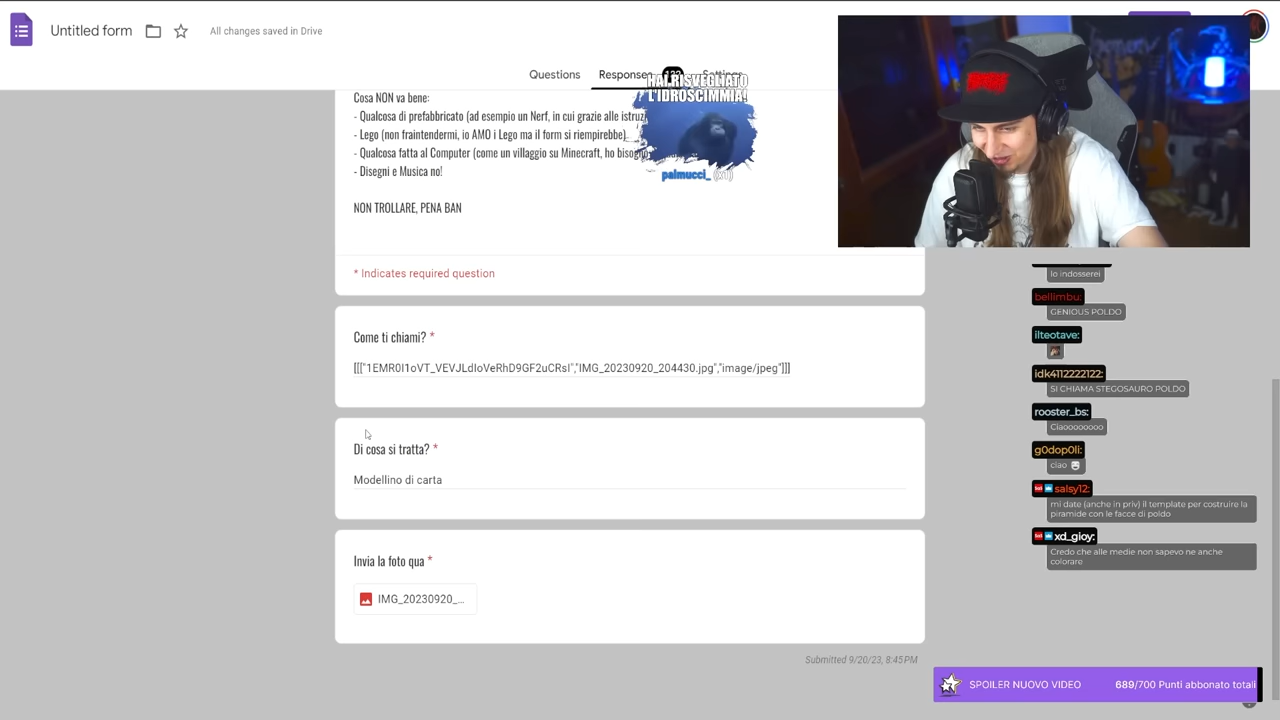 Untitled form
All changes saved in Drive
Questions
Responses
Settings
HAI RISVEGLIATO
L'IDROSCIMMIA!
palmucci_ (x1)
Cosa NON va bene:
- Qualcosa di prefabbricato (ad esempio un Nerf, in cui grazie alle istruz
- Lego (non fraintendermi, io AMO i Lego ma il form si riempirebbe)
- Qualcosa fatta al Computer (come un villaggio su Minecraft, ho bisogno
- Disegni e Musica no!
NON TROLLARE, PENA BAN
* Indicates required question
Come ti chiami? *
[[["1EMR0I1oVT_VEVJLdIoVeRhD9GF2uCRsI","IMG_20230920_204430.jpg","image/jpeg"]]]
Di cosa si tratta? *
Modellino di carta
Invia la foto qua *
IMG_20230920_...
Submitted 9/20/23, 8:45 PM
lo indosserei
bellimbu:
GENIOUS POLDO
ilteotave:
idk4112222122:
SI CHIAMA STEGOSAURO POLDO
rooster_bs:
Ciaoooooooo
g0dop0li:
ciao
salsy12:
mi date (anche in priv) il template per costruire la
piramide con le facce di poldo
xd_gioy:
Credo che alle medie non sapevo ne anche
colorare
SPOILER NUOVO VIDEO 689/700 Punti abbonato totali